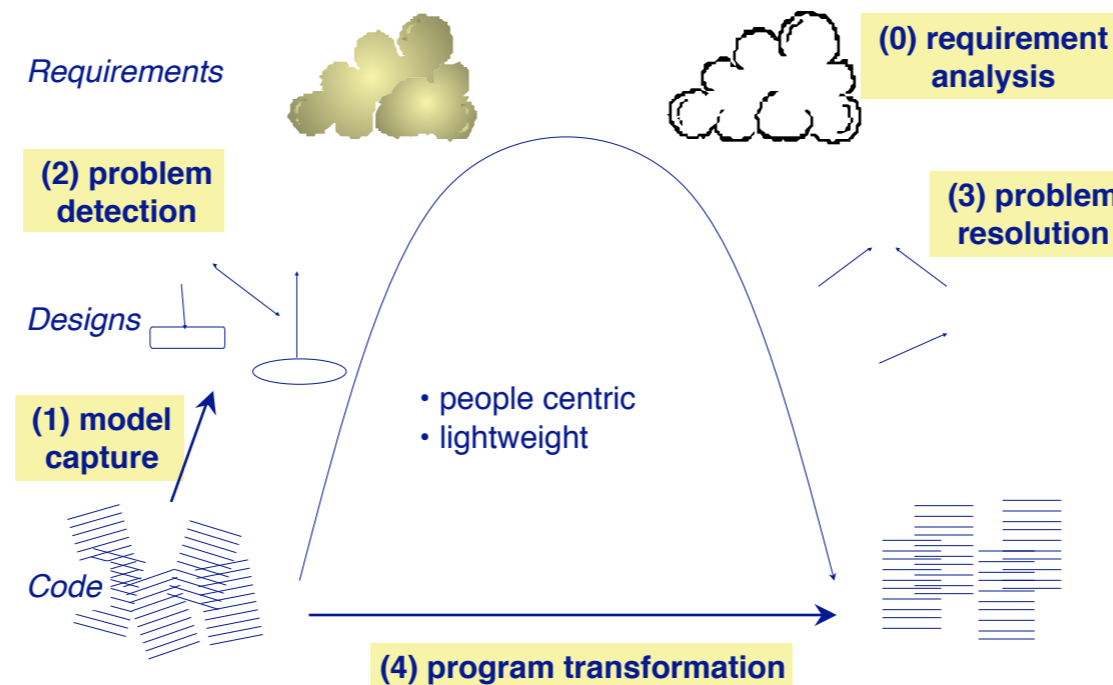 Requirements
(0) requirement
analysis
(2) problem
detection
(3) problem
resolution
Designs
(1) model
capture
• people centric
• lightweight
Code
(4) program transformation